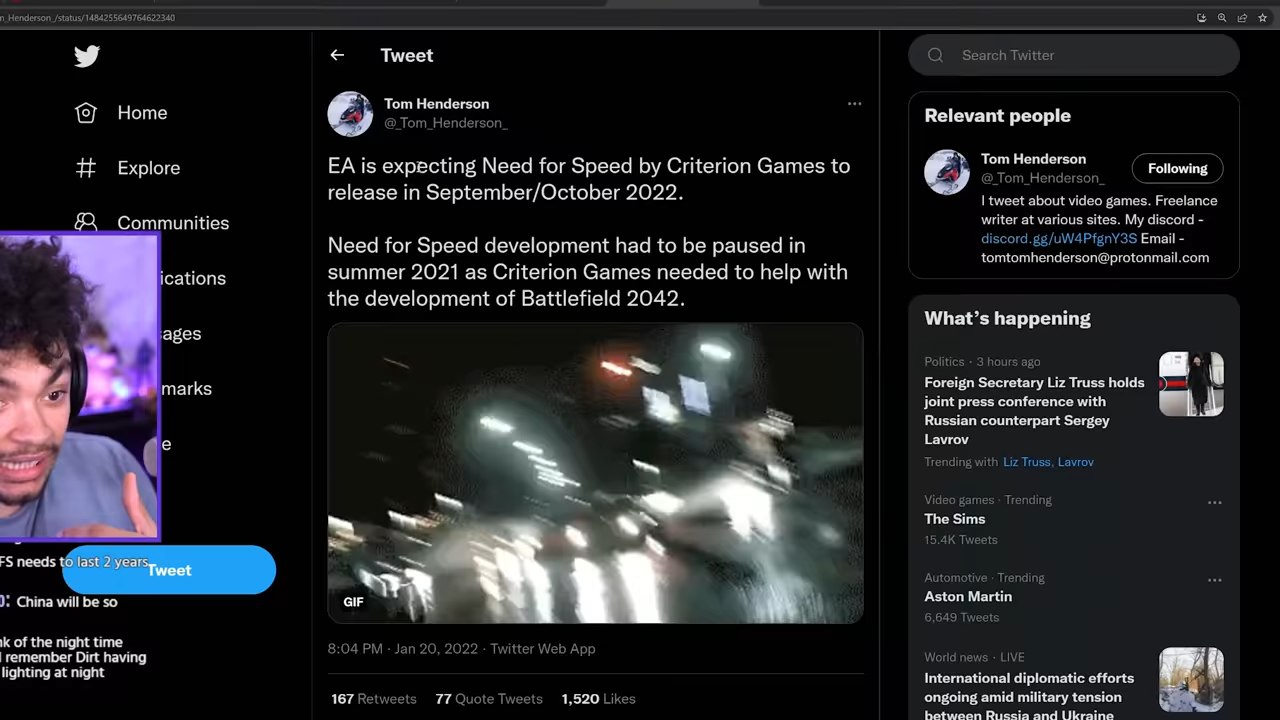 n_Henderson_/status/1484255649764622340
Home
Explore
Communities
ications
ages
marks
e
FS needs to last 2 years
Tweet
China will be so
nk of the night time
I remember Dirt having
lighting at night
Tweet
Tom Henderson
@_Tom_Henderson_
EA is expecting Need for Speed by Criterion Games to
release in September/October 2022.
Need for Speed development had to be paused in
summer 2021 as Criterion Games needed to help with
the development of Battlefield 2042.
GIF
8:04 PM · Jan 20, 2022 · Twitter Web App
167 Retweets 77 Quote Tweets 1,520 Likes
Search Twitter
Relevant people
Tom Henderson
@_Tom_Henderson_
Following
I tweet about video games. Freelance
writer at various sites. My discord -
discord.gg/uW4PfgnY3S Email -
tomtomhenderson@protonmail.com
What's happening
Politics · 3 hours ago
Foreign Secretary Liz Truss holds
joint press conference with
Russian counterpart Sergey
Lavrov
Trending with Liz Truss, Lavrov
Video games · Trending
The Sims
15.4K Tweets
Automotive · Trending
Aston Martin
6,649 Tweets
World news · LIVE
International diplomatic efforts
ongoing amid military tension
between Russia and Ukraine